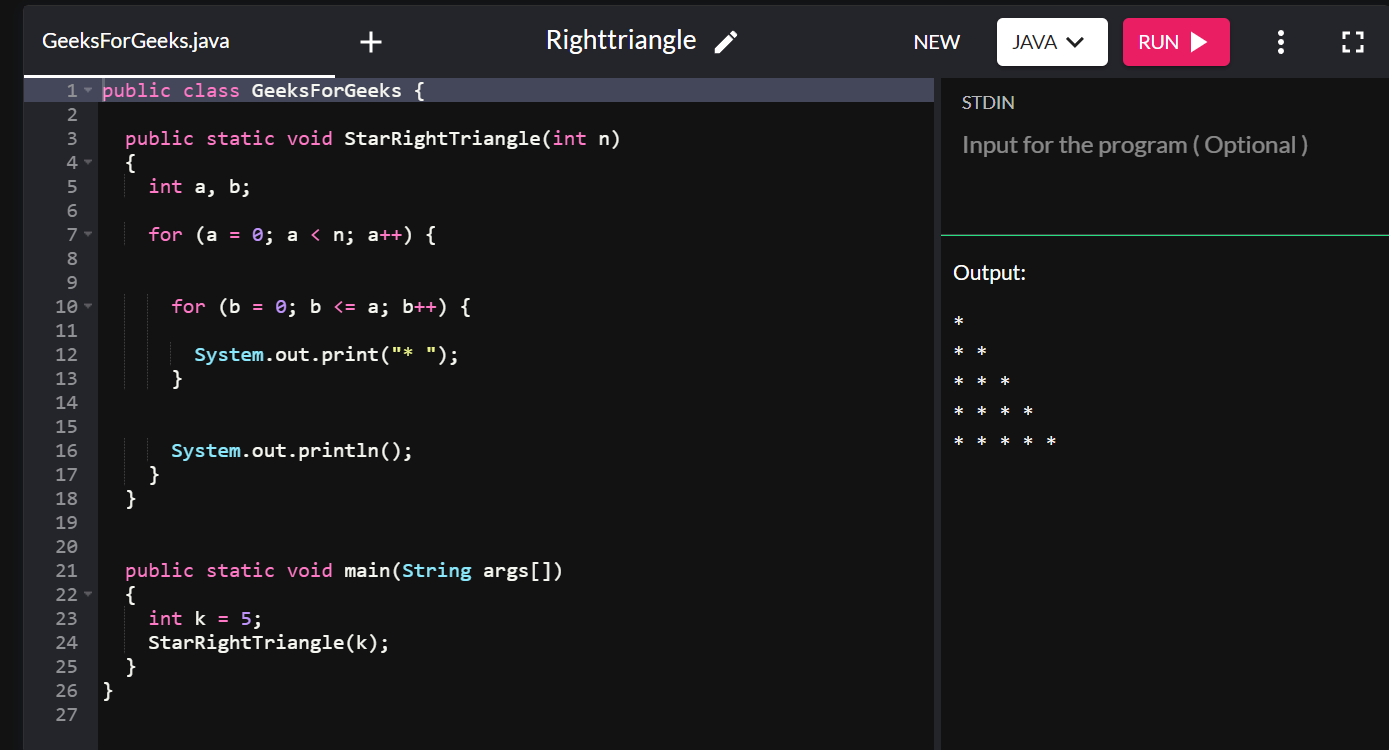 GeeksForGeeks.java + Righttriangle NEW JAVA RUN
1 public class GeeksForGeeks {
2
3 public static void StarRightTriangle(int n)
4 {
5 int a, b;
6
7 for (a = 0; a < n; a++) {
8
9
10 for (b = 0; b <= a; b++) {
11
12 System.out.print("* ");
13 }
14
15
16 System.out.println();
17 }
18 }
19
20
21 public static void main(String args[])
22 {
23 int k = 5;
24 StarRightTriangle(k);
25 }
26 }
27
STDIN
Input for the program ( Optional )
Output:
*
* *
* * *
* * * *
* * * * *